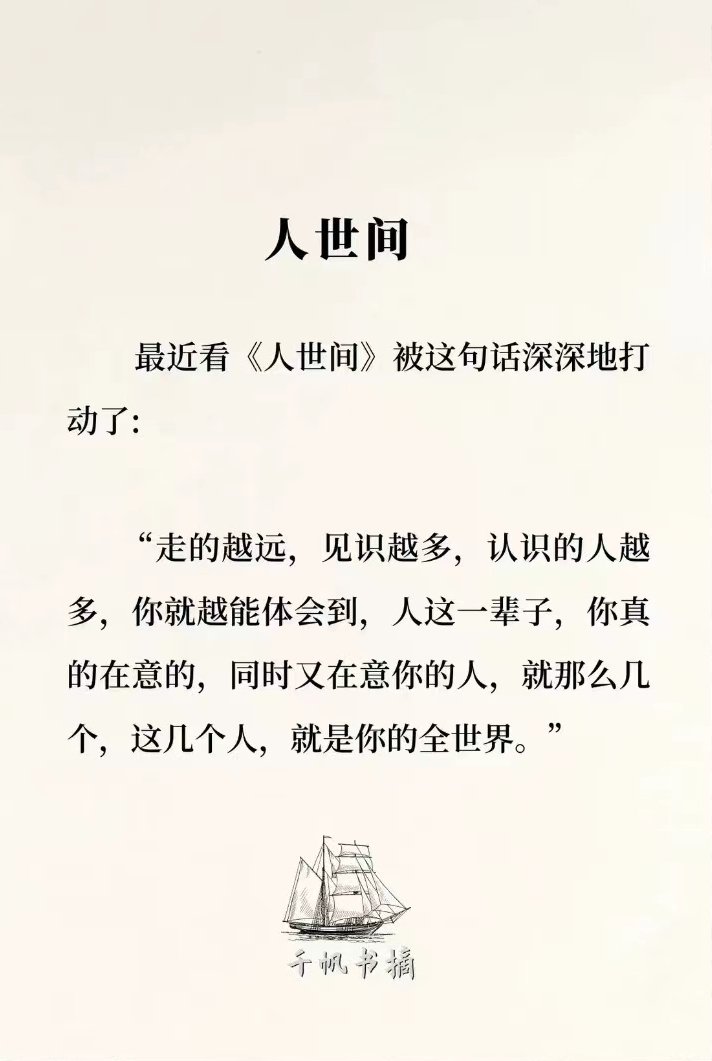 人世间
最近看《人世间》被这句话深深地打
动了:
“走的越远，见识越多，认识的人越
多，你就越能体会到，人这一辈子，你真
的在意的，同时又在意你的人，就那么几
个，这几个人，就是你的全世界。”
千帆书摘